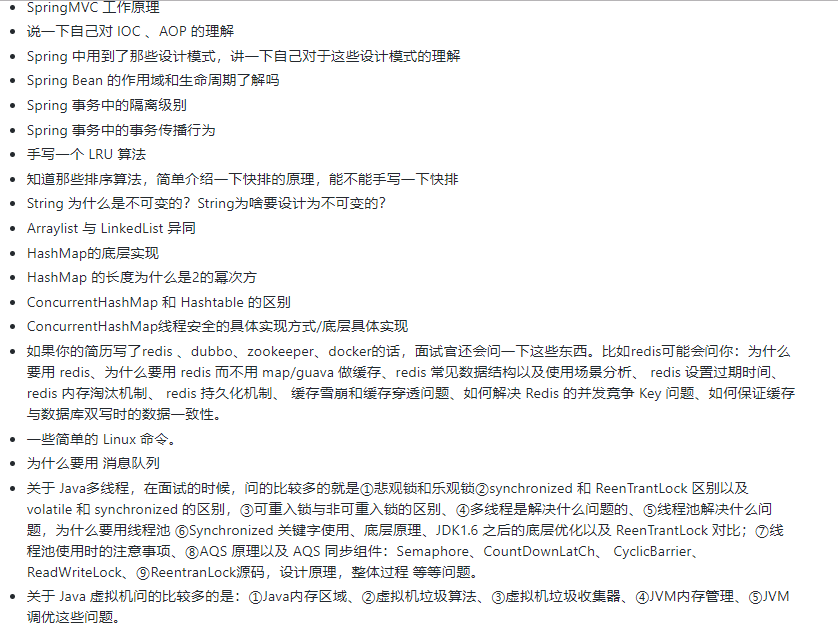 SpringMVC 工作原理
说一下自己对 IOC 、AOP 的理解
Spring 中用到了那些设计模式，讲一下自己对于这些设计模式的理解
Spring Bean 的作用域和生命周期了解吗
Spring 事务中的隔离级别
Spring 事务中的事务传播行为
手写一个 LRU 算法
知道那些排序算法，简单介绍一下快排的原理，能不能手写一下快排
String 为什么是不可变的？String为啥要设计为不可变的？
Arraylist 与 LinkedList 异同
HashMap的底层实现
HashMap 的长度为什么是2的幂次方
ConcurrentHashMap 和 Hashtable 的区别
ConcurrentHashMap线程安全的具体实现方式/底层具体实现
如果你的简历写了redis 、dubbo、zookeeper、docker的话，面试官还会问一下这些东西。比如redis可能会问你：为什么
要用 redis、为什么要用 redis 而不用 map/guava 做缓存、redis 常见数据结构以及使用场景分析、 redis 设置过期时间、
redis 内存淘汰机制、 redis 持久化机制、 缓存雪崩和缓存穿透问题、如何解决 Redis 的并发竞争 Key 问题、如何保证缓存
与数据库双写时的数据一致性。
一些简单的 Linux 命令。
为什么要用 消息队列
关于 Java多线程，在面试的时候，问的比较多的就是①悲观锁和乐观锁②synchronized 和 ReenTrantLock 区别以及
volatile 和 synchronized 的区别，③可重入锁与非可重入锁的区别、④多线程是解决什么问题的、⑤线程池解决什么问
题，为什么要用线程池 ⑥Synchronized 关键字使用、底层原理、JDK1.6 之后的底层优化以及 ReenTrantLock 对比；⑦线
程池使用时的注意事项、⑧AQS 原理以及 AQS 同步组件：Semaphore、CountDownLatCh、 CyclicBarrier、
ReadWriteLock、⑨ReentranLock源码，设计原理，整体过程 等等问题。
关于 Java 虚拟机问的比较多的是：①Java内存区域、②虚拟机垃圾算法、③虚拟机垃圾收集器、④JVM内存管理、⑤JVM
调优这些问题。